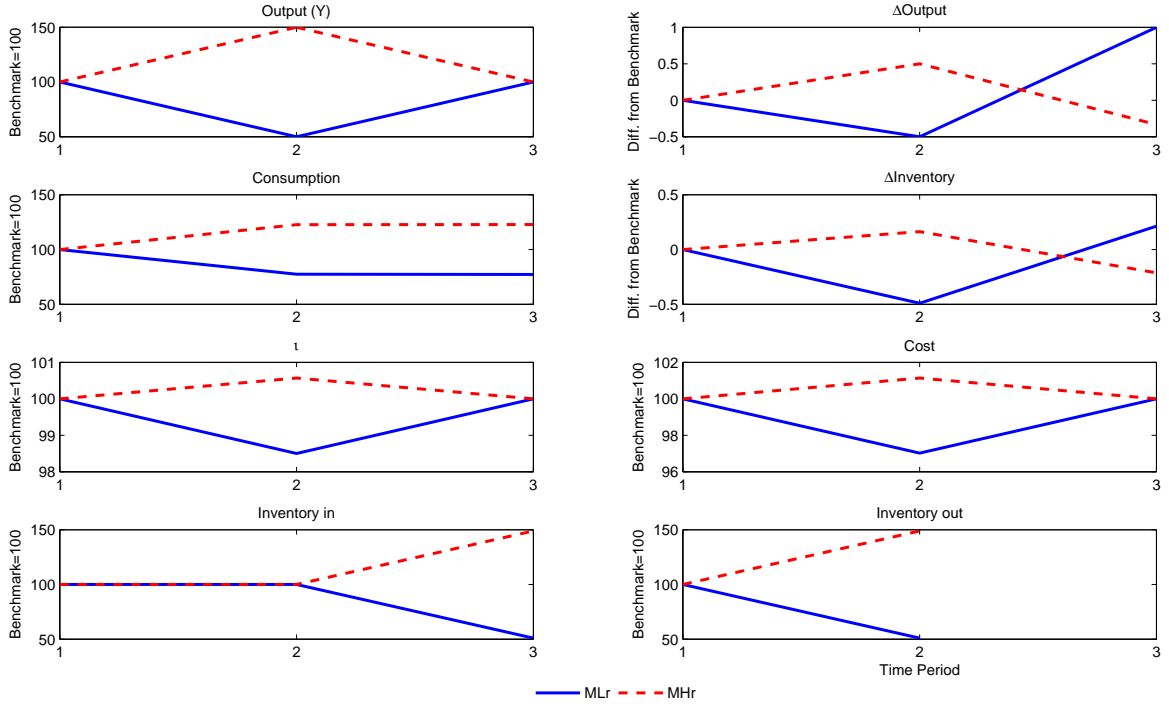 Output (Y)
Benchmark=100
150
100
50
1
2
3
ΔOutput
Diff. from Benchmark
1
0.5
0
−0.5
1
2
3
Consumption
Benchmark=100
150
100
50
1
2
3
ΔInventory
Diff. from Benchmark
0.5
0
−0.5
1
2
3
ι
Benchmark=100
101
100
99
98
1
2
3
Cost
Benchmark=100
102
100
98
96
1
2
3
Inventory in
Benchmark=100
150
100
50
1
2
3
Inventory out
Benchmark=100
150
100
50
1
2
3
Time Period
MLr
MHr